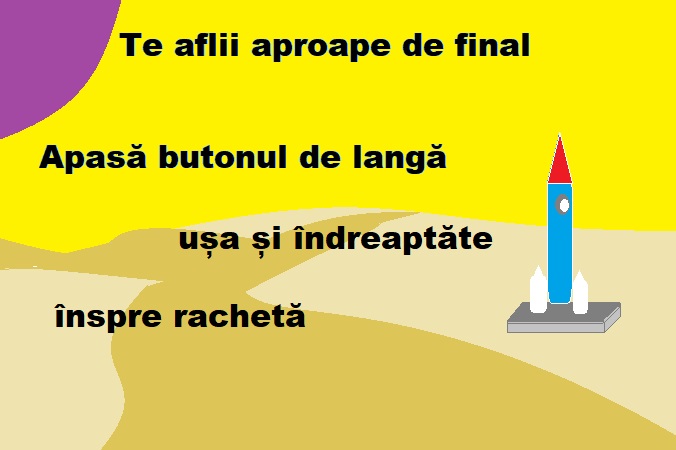 Te aflii aproape de final
Apasă butonul de langă
ușa și îndreaptăte
înspre rachetă